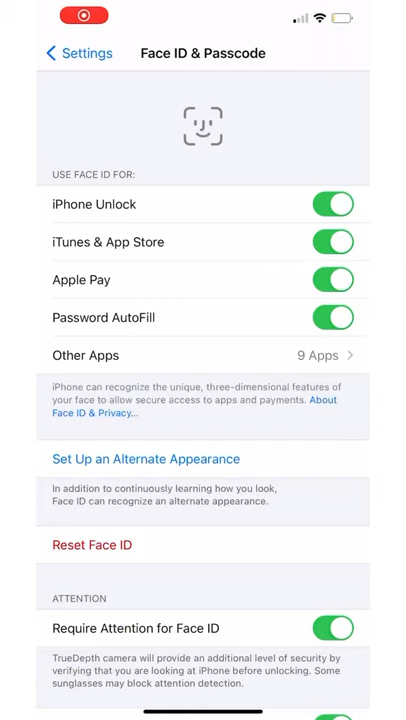 Settings
Face ID & Passcode
USE FACE ID FOR:
iPhone Unlock
iTunes & App Store
Apple Pay
Password AutoFill
Other Apps 9 Apps
iPhone can recognize the unique, three-dimensional features of
your face to allow secure access to apps and payments. About
Face ID & Privacy...
Set Up an Alternate Appearance
In addition to continuously learning how you look,
Face ID can recognize an alternate appearance.
Reset Face ID
ATTENTION
Require Attention for Face ID
TrueDepth camera will provide an additional level of security by
verifying that you are looking at iPhone before unlocking. Some
sunglasses may block attention detection.